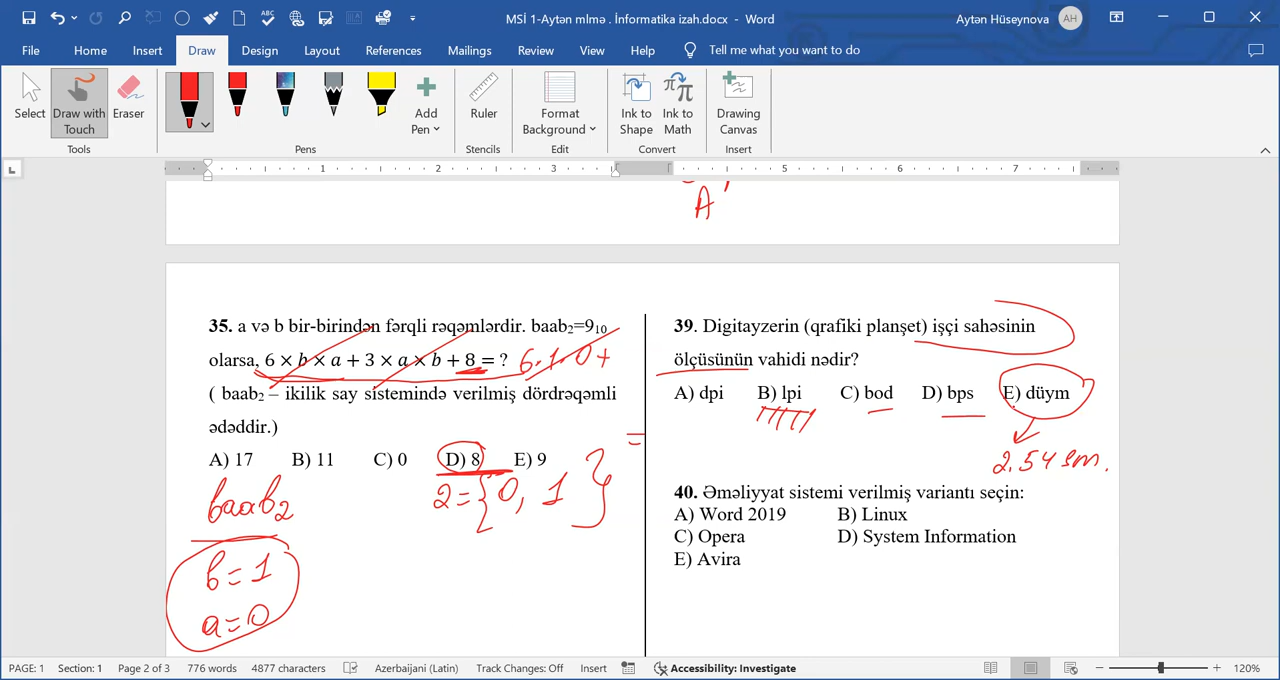 MSİ 1-Aytən mlmə . İnformatika izah.docx - Word
Aytən Hüseynova AH
File Home Insert Draw Design Layout References Mailings Review View Help Tell me what you want to do
Select
Draw with Touch
Eraser
Add Pen
Ruler
Format Background
Ink to Shape
Ink to Math
Drawing Canvas
Tools Pens Stencils Edit Convert Insert
L 1 2 3 5 6 7
A
35. a və b bir-birindən fərqli rəqəmlərdir. baab₂=9₁₀
olarsa, 6 × b × a + 3 × a × b + 8 = ? 6.1.0+
( baab₂ – ikilik say sistemində verilmiş dördrəqəmli
ədəddir.)
A) 17 B) 11 C) 0 D) 8 E) 9
baab₂
2={0, 1}
b=1
a=0
=
39. Digitayzerin (qrafiki planşet) işçi sahəsinin
ölçüsünün vahidi nədir?
A) dpi B) lpi C) bod D) bps E) düym
2.54 sm.
40. Əməliyyat sistemi verilmiş variantı seçin:
A) Word 2019 B) Linux
C) Opera D) System Information
E) Avira
PAGE: 1 Section: 1 Page 2 of 3 776 words 4877 characters Azerbaijani (Latin) Track Changes: Off Insert Accessibility: Investigate 120%